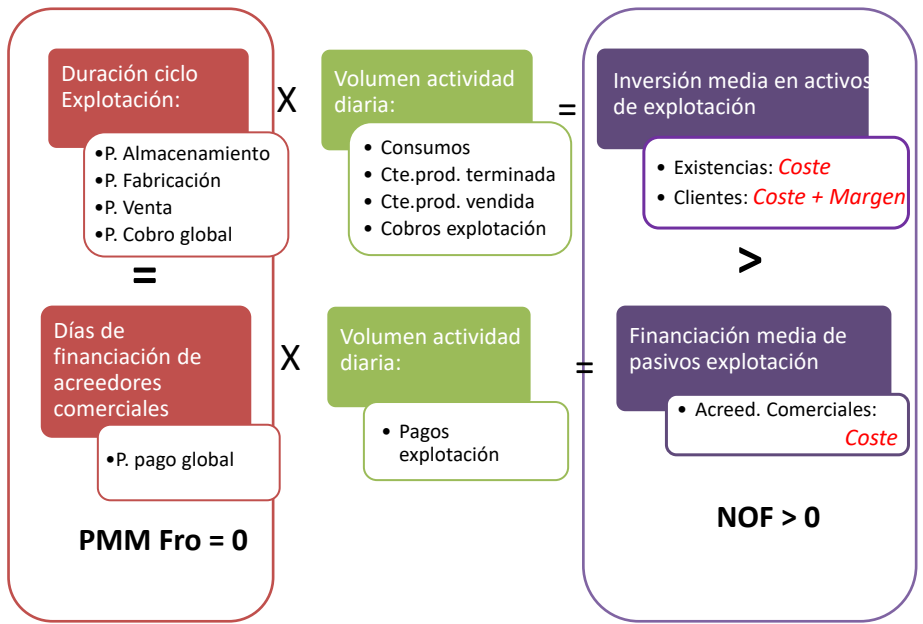 Duración ciclo
Explotación:
•P. Almacenamiento
•P. Fabricación
•P. Venta
•P. Cobro global
X
Volumen actividad
diaria:
• Consumos
• Cte.prod. terminada
• Cte.prod. vendida
• Cobros explotación
=
Inversión media en activos
de explotación
• Existencias: Coste
• Clientes: Coste + Margen
=
>
Días de
financiación de
acreedores
comerciales
•P. pago global
X
Volumen actividad
diaria:
• Pagos
explotación
=
Financiación media de
pasivos explotación
• Acreed. Comerciales:
Coste
PMM Fro = 0
NOF > 0